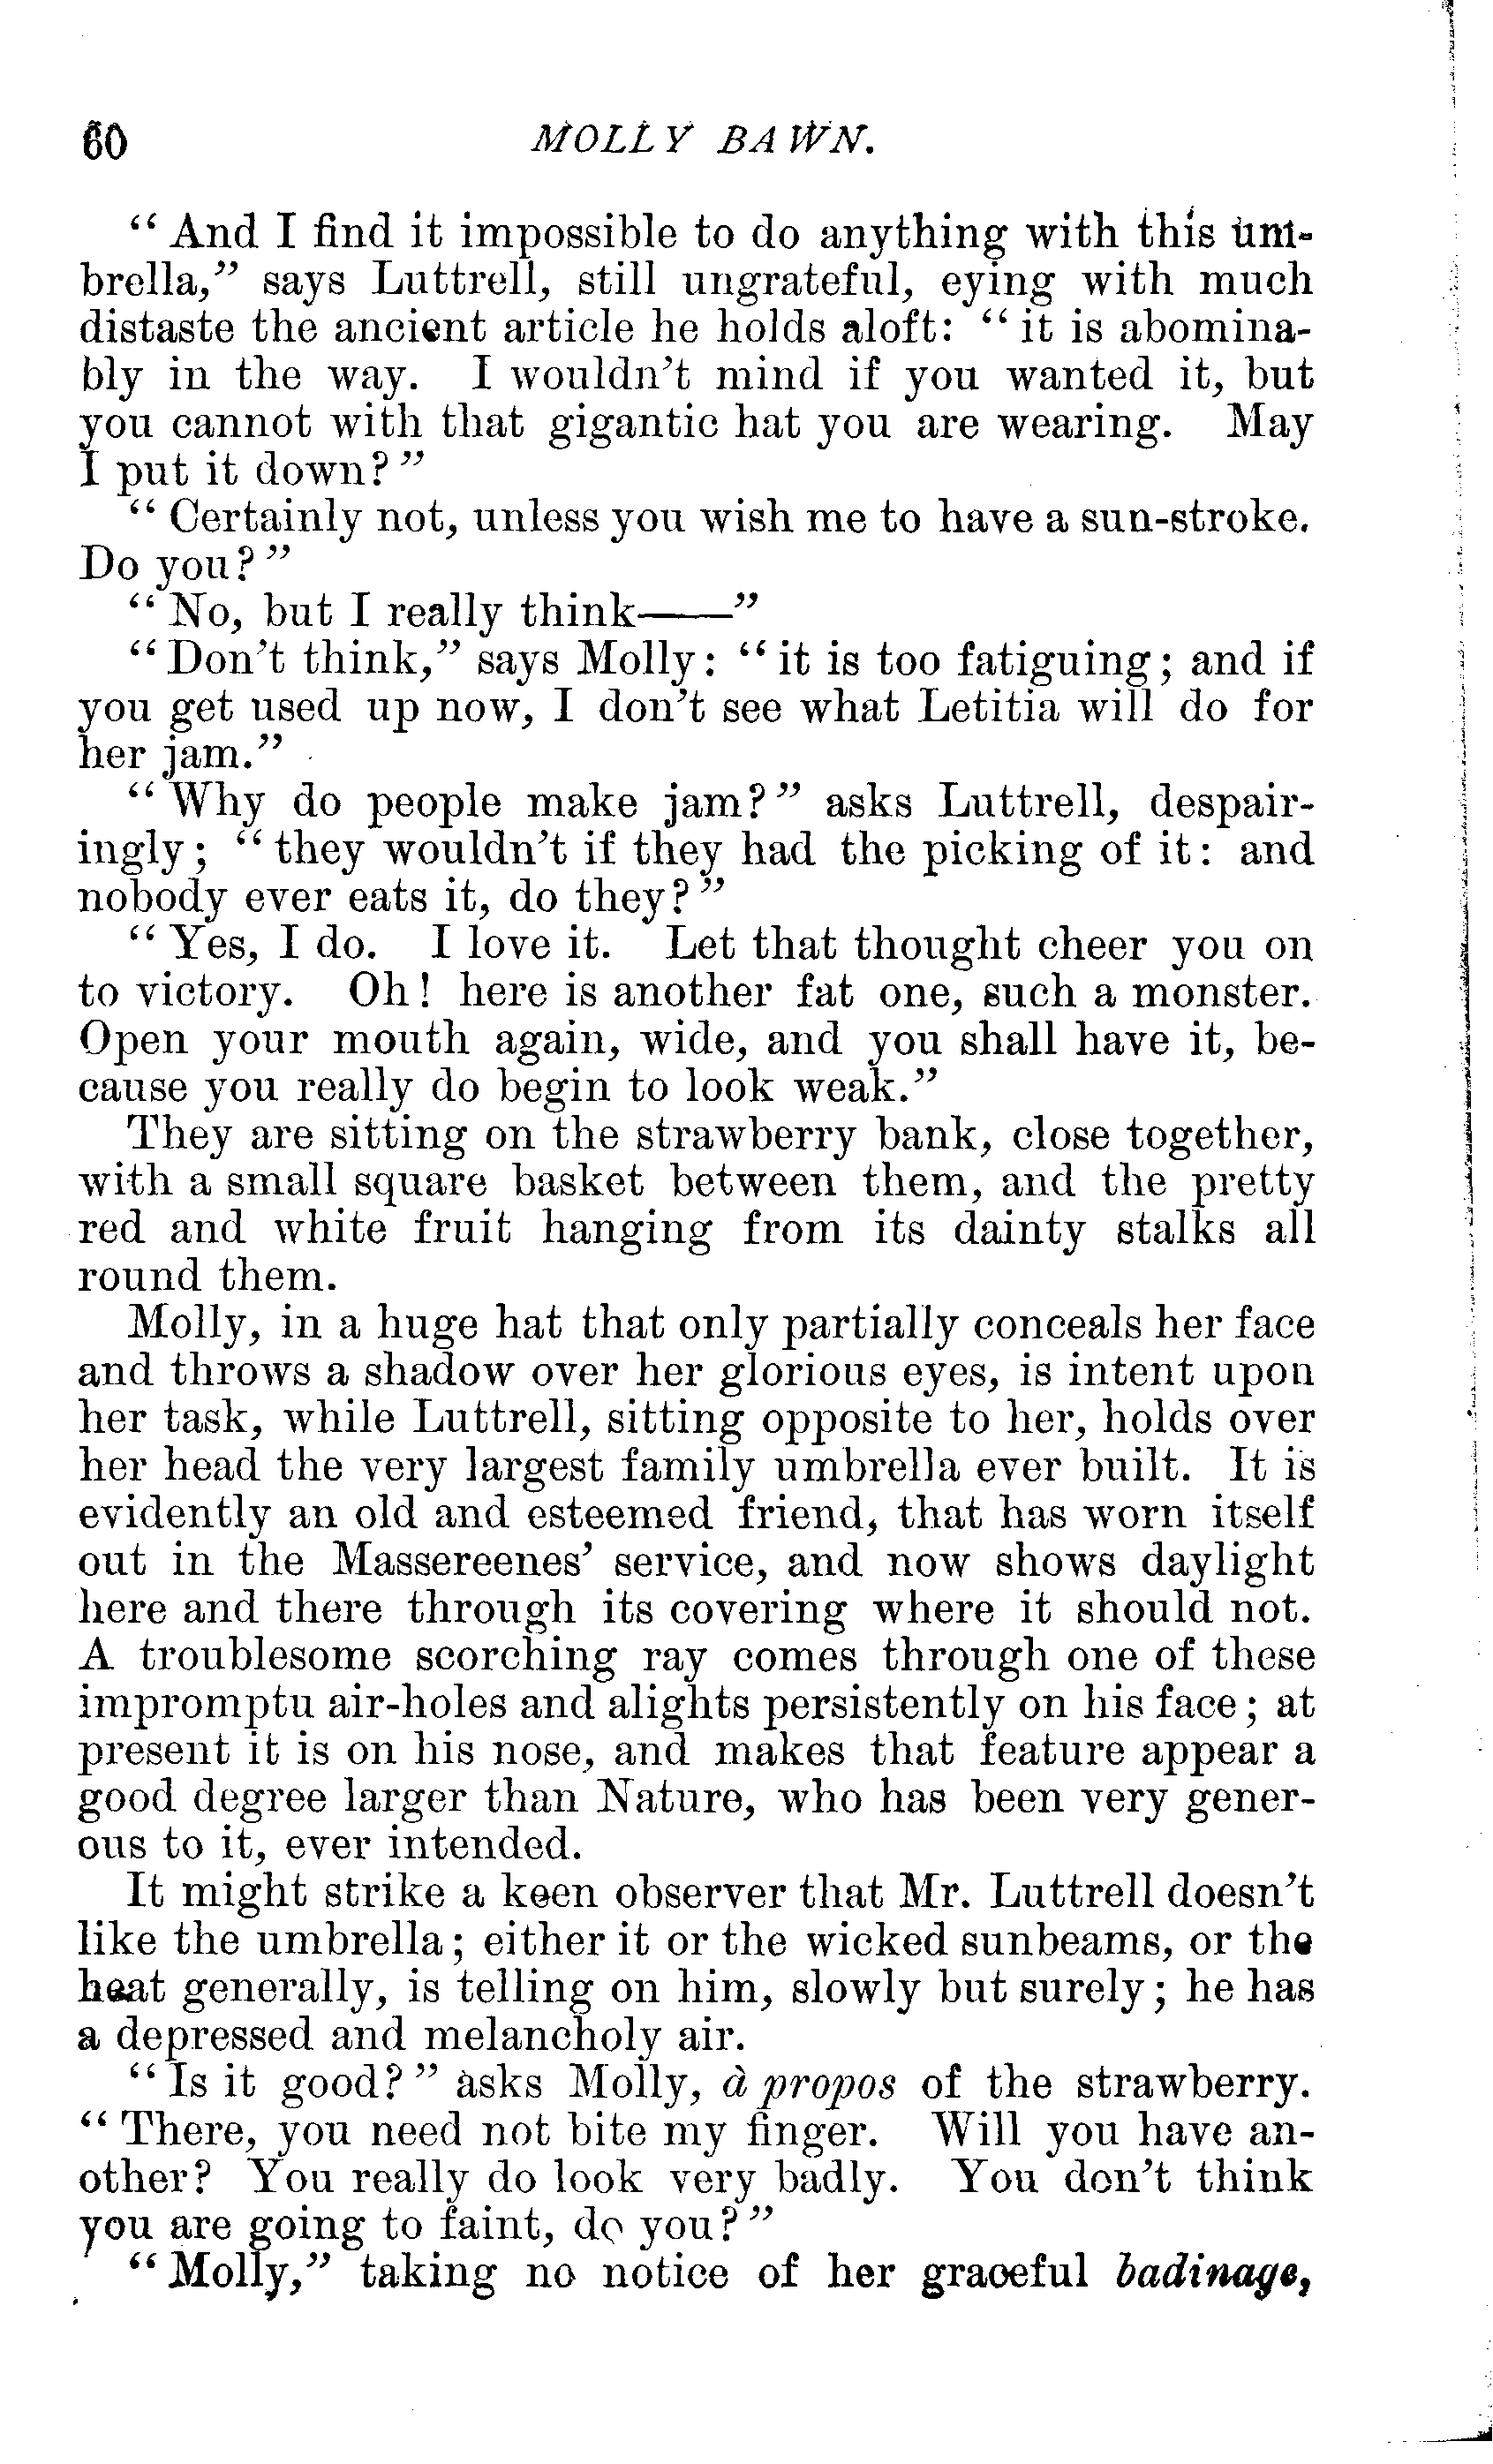 60 MOLLY BAWN.
“And I find it impossible to do anything with this um-
brella,” says Luttrell, still ungrateful, eying with much
distaste the ancient article he holds aloft: “it is abomina-
bly in the way. I wouldn't mind if you wanted it, but
you cannot with that gigantic hat you are wearing. May
I put it down?”
“Certainly not, unless you wish me to have a sun-stroke.
Do you?”
“No, but I really think——”
“Don't think,” says Molly: “it is too fatiguing; and if
you get used up now, I don't see what Letitia will do for
her jam.”
“Why do people make jam?” asks Luttrell, despair-
ingly; “they wouldn't if they had the picking of it: and
nobody ever eats it, do they?”
“Yes, I do. I love it. Let that thought cheer you on
to victory. Oh! here is another fat one, such a monster.
Open your mouth again, wide, and you shall have it, be-
cause you really do begin to look weak.”
They are sitting on the strawberry bank, close together,
with a small square basket between them, and the pretty
red and white fruit hanging from its dainty stalks all
round them.
Molly, in a huge hat that only partially conceals her face
and throws a shadow over her glorious eyes, is intent upon
her task, while Luttrell, sitting opposite to her, holds over
her head the very largest family umbrella ever built. It is
evidently an old and esteemed friend, that has worn itself
out in the Massereenes' service, and now shows daylight
here and there through its covering where it should not.
A troublesome scorching ray comes through one of these
impromptu air-holes and alights persistently on his face; at
present it is on his nose, and makes that feature appear a
good degree larger than Nature, who has been very gener-
ous to it, ever intended.
It might strike a keen observer that Mr. Luttrell doesn't
like the umbrella; either it or the wicked sunbeams, or the
heat generally, is telling on him, slowly but surely; he has
a depressed and melancholy air.
“Is it good?” asks Molly, à propos of the strawberry.
“There, you need not bite my finger. Will you have an-
other? You really do look very badly. You don't think
you are going to faint, do you?”
“Molly,” taking no notice of her graceful badinage,